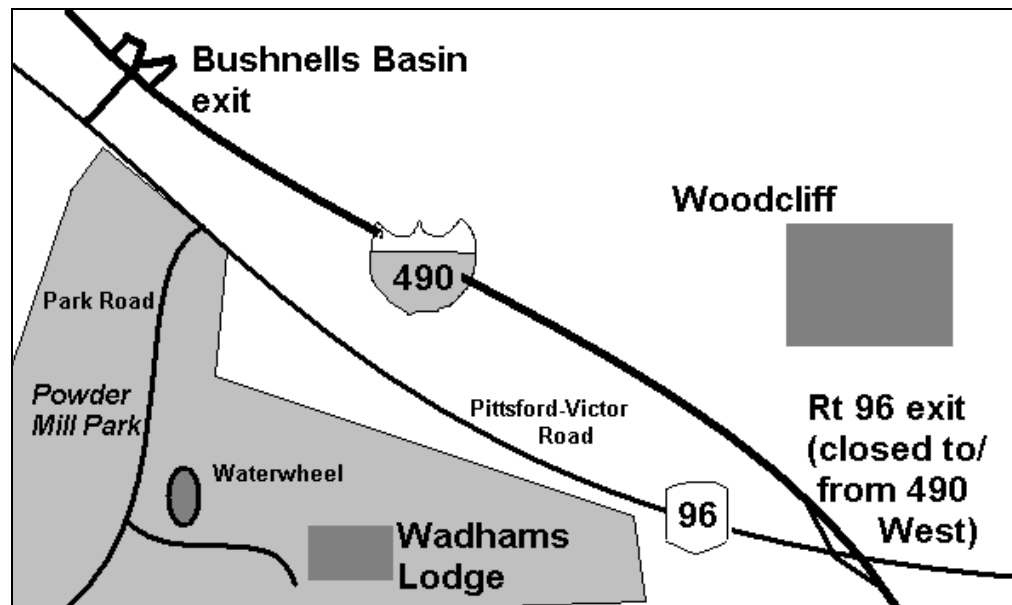 Bushnells Basin
exit
Woodcliff
490
Park Road
Powder
Mill Park
Pittsford-Victor
Road
Rt 96 exit
(closed to/
from 490
West)
Waterwheel
96
Wadhams
Lodge